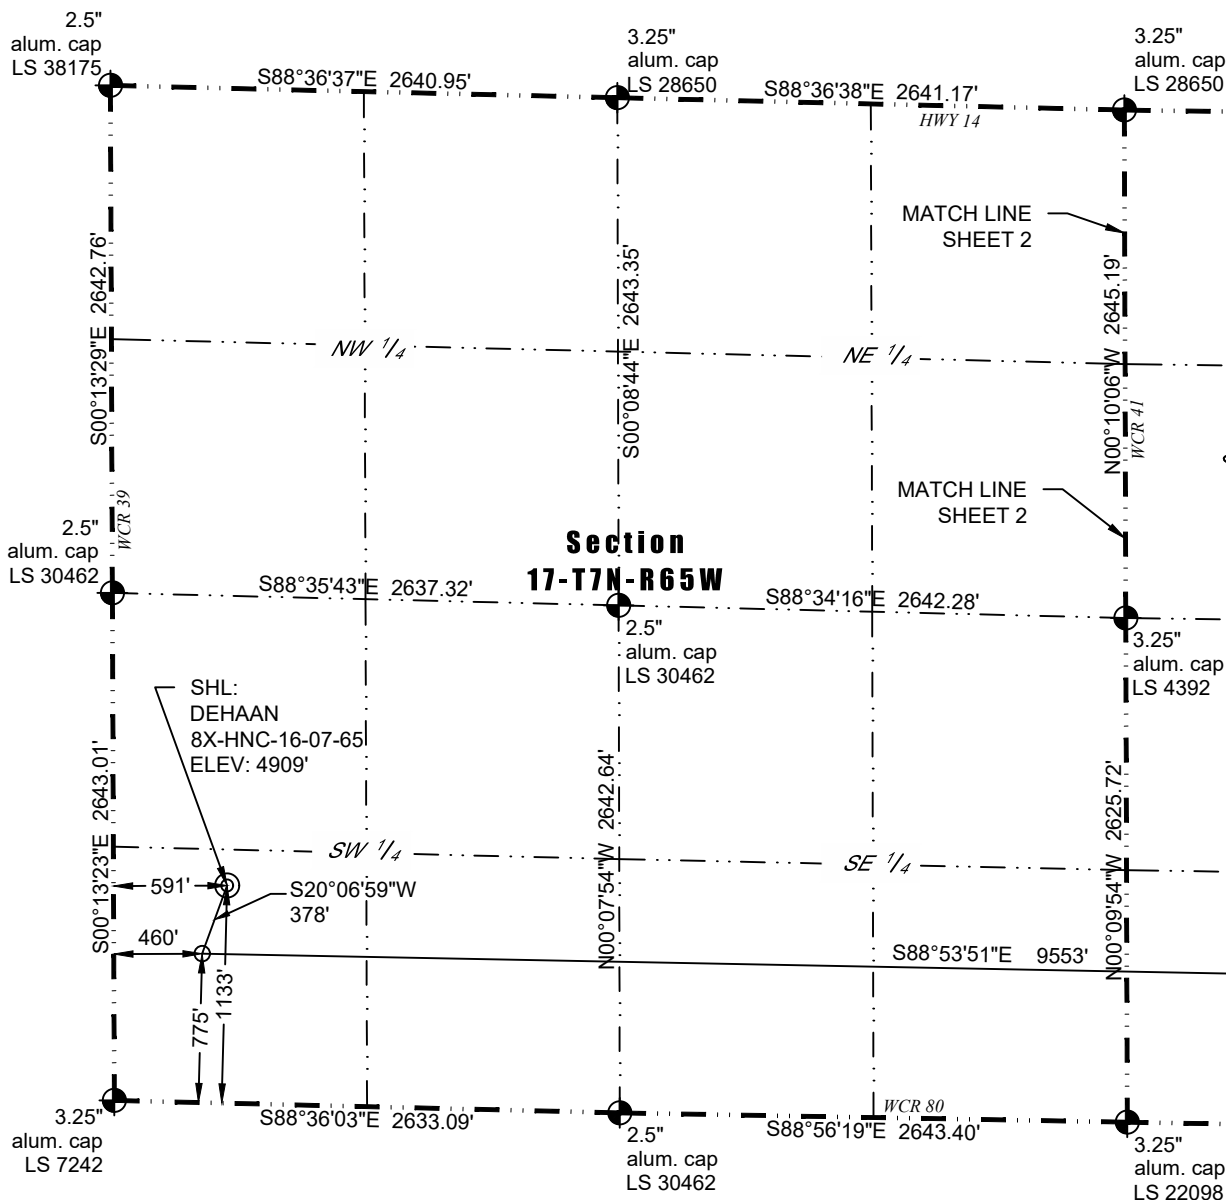 2.5"
alum. cap
LS 38175
3.25"
alum. cap
LS 28650
3.25"
alum. cap
LS 28650
S88°36'37"E 2640.95'
S88°36'38"E 2641.17'
HWY 14
MATCH LINE
SHEET 2
S00°13'29"E 2642.76'
S00°08'44"E 2643.35'
N00°10'06"W 2645.19'
NW 1/4
NE 1/4
WCR 39
WCR 41
MATCH LINE
SHEET 2
2.5"
alum. cap
LS 30462
Section
17-T7N-R65W
S88°35'43"E 2637.32'
S88°34'16"E 2642.28'
2.5"
alum. cap
LS 30462
3.25"
alum. cap
LS 4392
SHL:
DEHAAN
8X-HNC-16-07-65
ELEV: 4909'
S00°13'23"E 2643.01'
N00°07'54"W 2642.64'
N00°09'54"W 2625.72'
SW 1/4
SE 1/4
591'
S20°06'59"W
378'
460'
S88°53'51"E 9553'
775'
1133'
S88°36'03"E 2633.09'
WCR 80
S88°56'19"E 2643.40'
3.25"
alum. cap
LS 7242
2.5"
alum. cap
LS 30462
3.25"
alum. cap
LS 22098